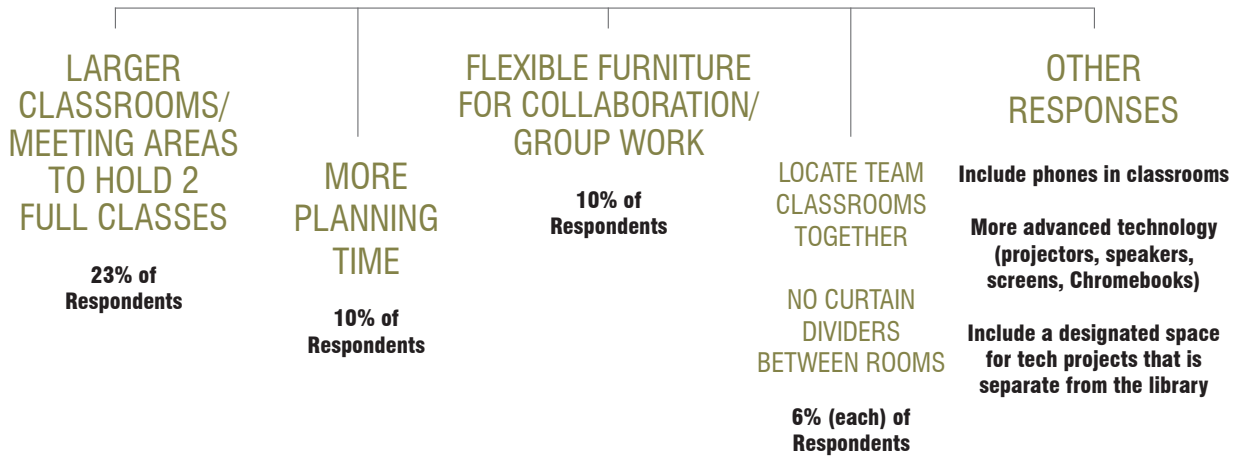 LARGER
CLASSROOMS/
MEETING AREAS
TO HOLD 2
FULL CLASSES
23% of
Respondents
MORE
PLANNING
TIME
10% of
Respondents
FLEXIBLE FURNITURE
FOR COLLABORATION/
GROUP WORK
10% of
Respondents
LOCATE TEAM
CLASSROOMS
TOGETHER
NO CURTAIN
DIVIDERS
BETWEEN ROOMS
6% (each) of
Respondents
OTHER
RESPONSES
Include phones in classrooms
More advanced technology
(projectors, speakers,
screens, Chromebooks)
Include a designated space
for tech projects that is
separate from the library